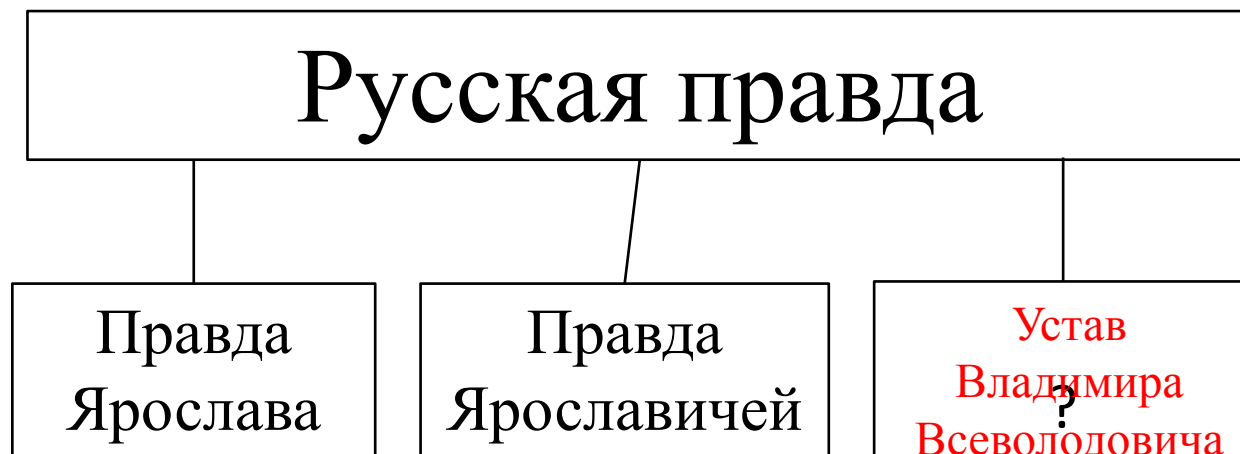 Русская правда
Правда
Ярослава
Правда
Ярославичей
Устав
Владимира
?
Всеволодовича